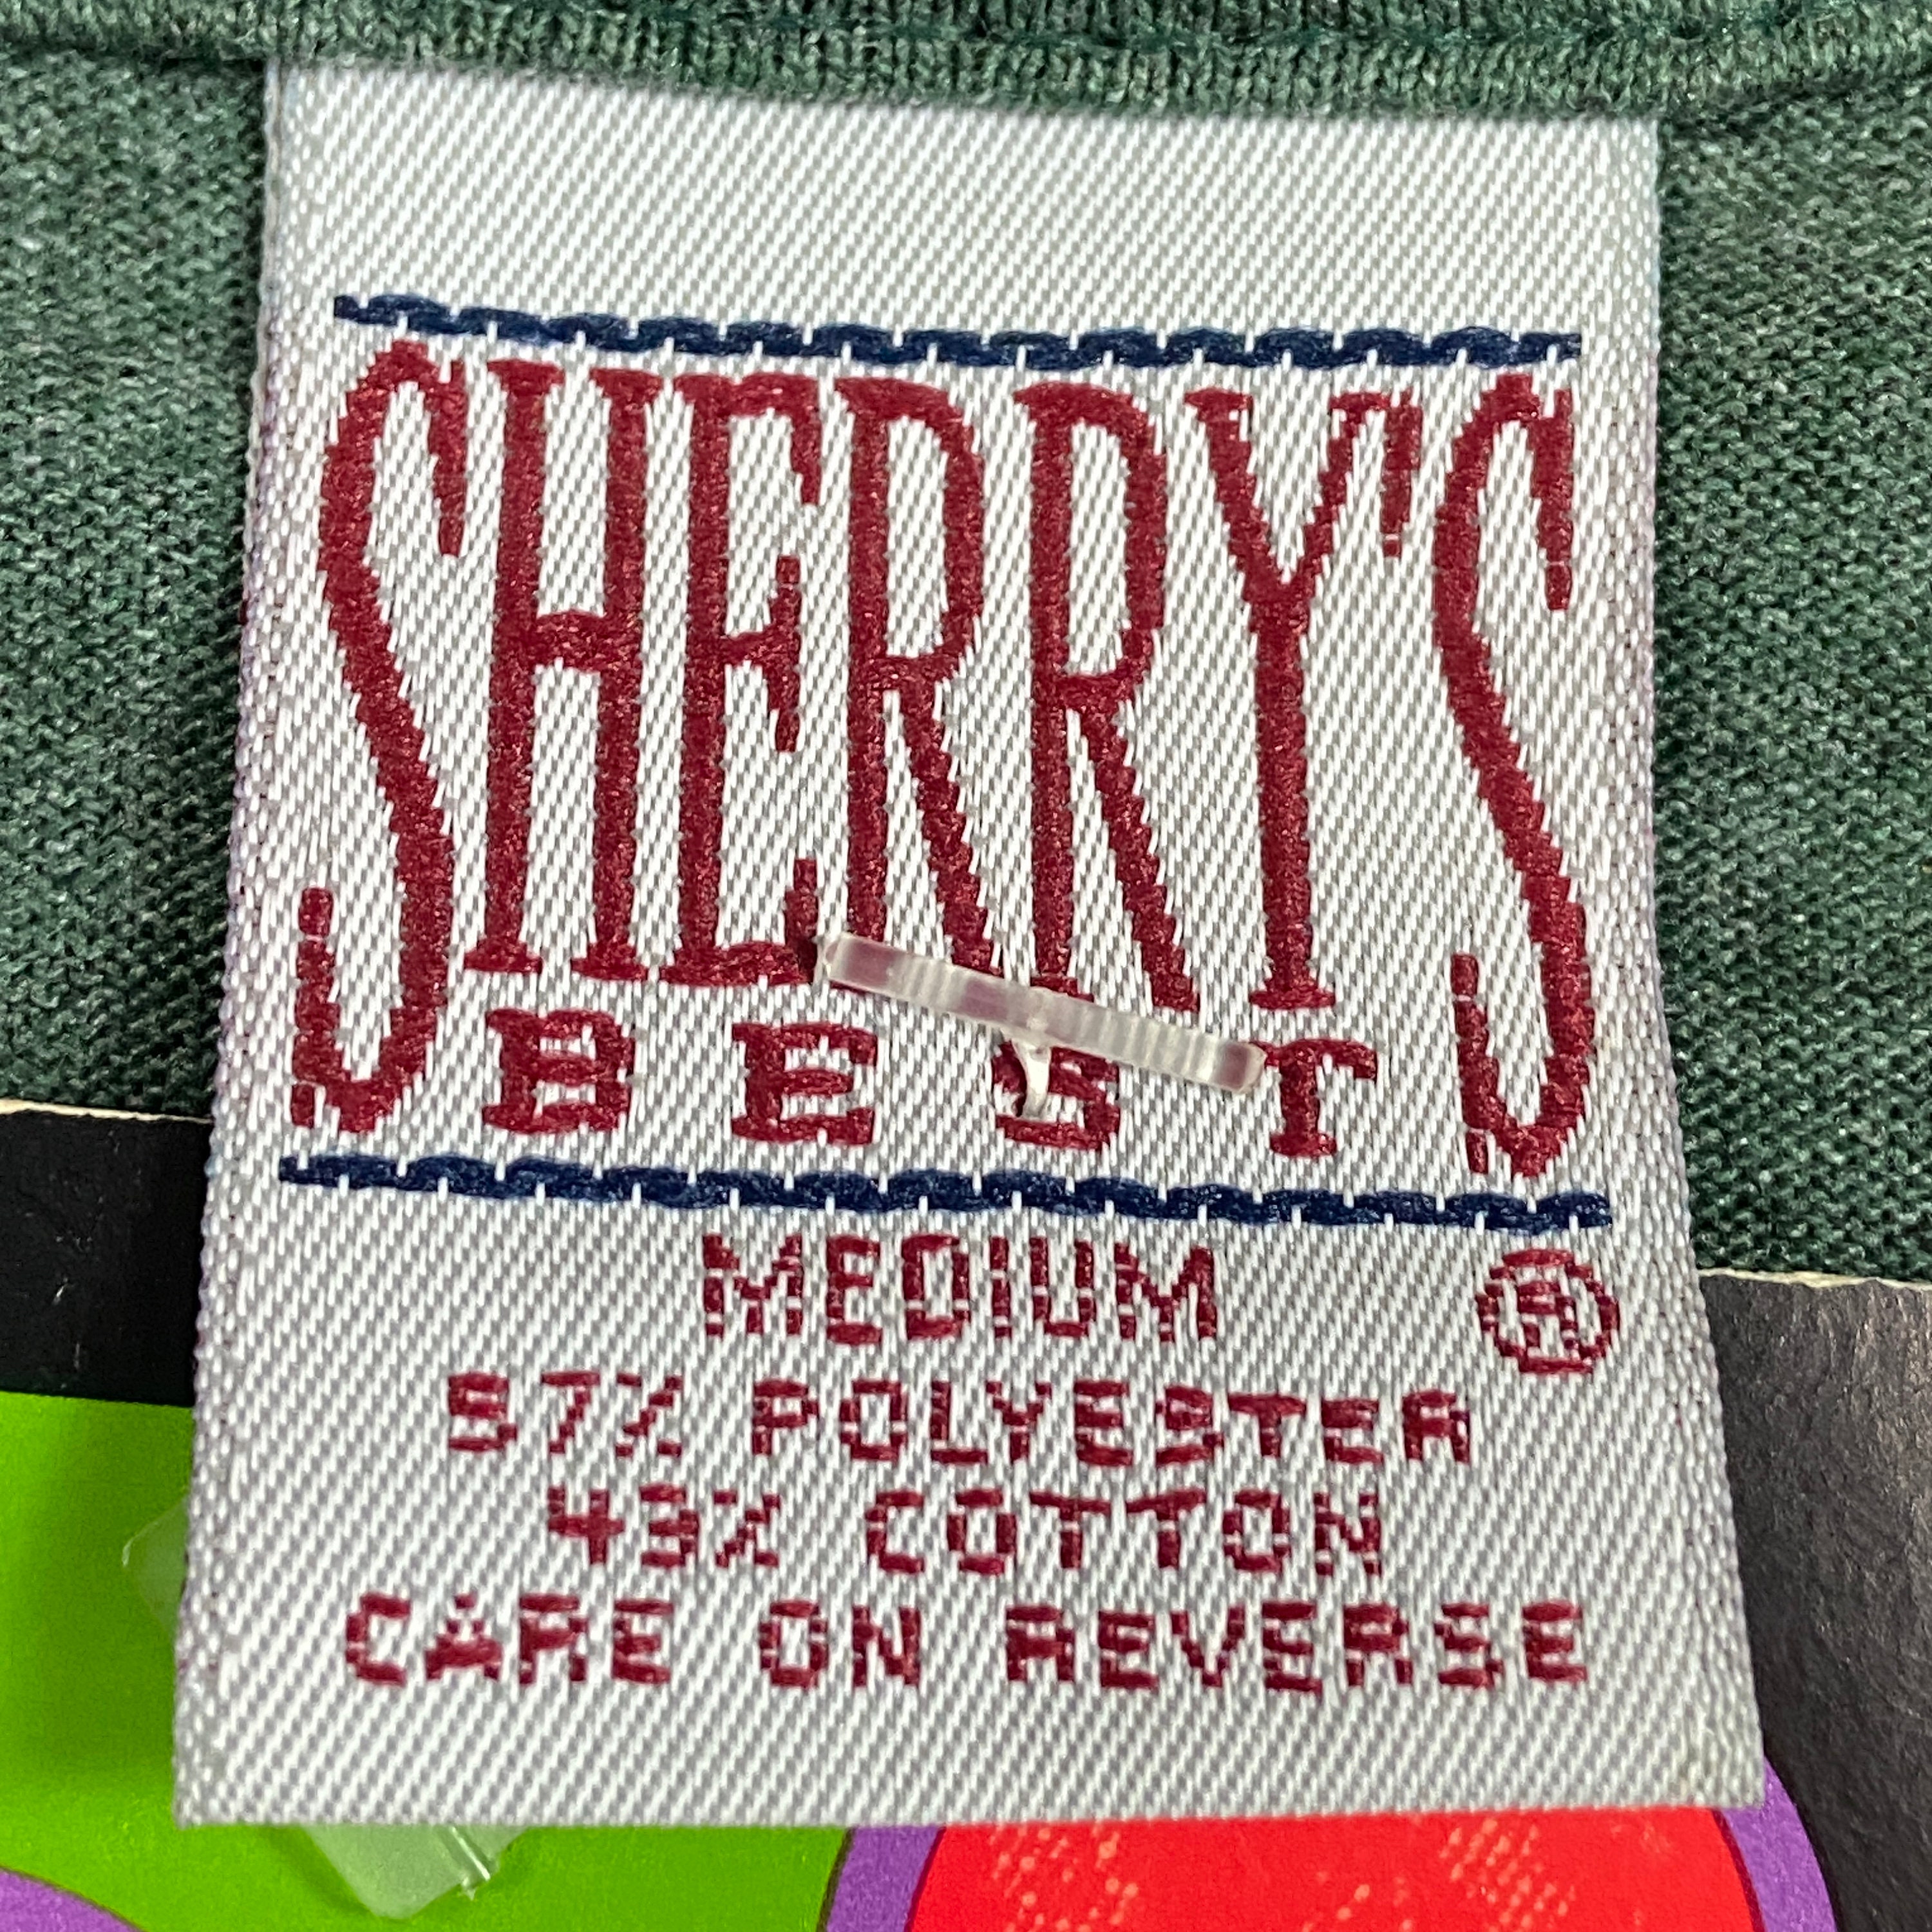 SHERRY'S
BEST
MEDIUM ®
57% POLYESTER
43% COTTON
CARE ON REVERSE